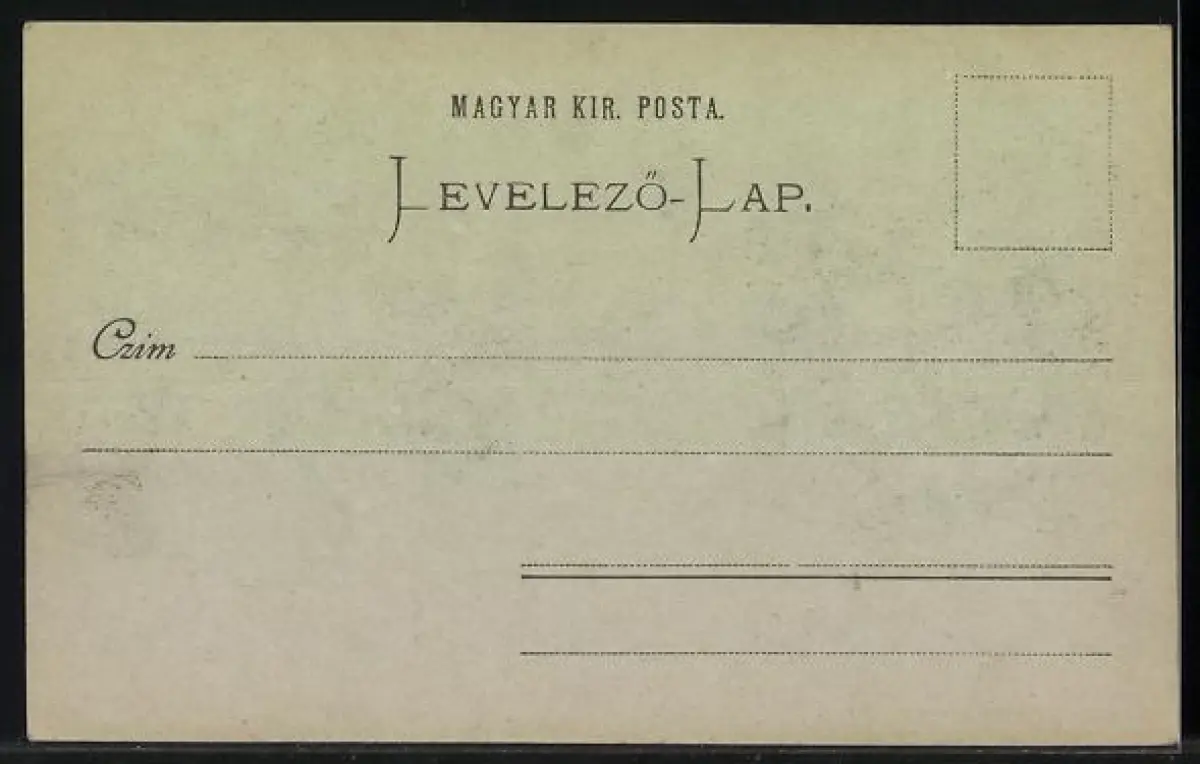 MAGYAR KIR. POSTA.
LEVELEZŐ-LAP.
Czim